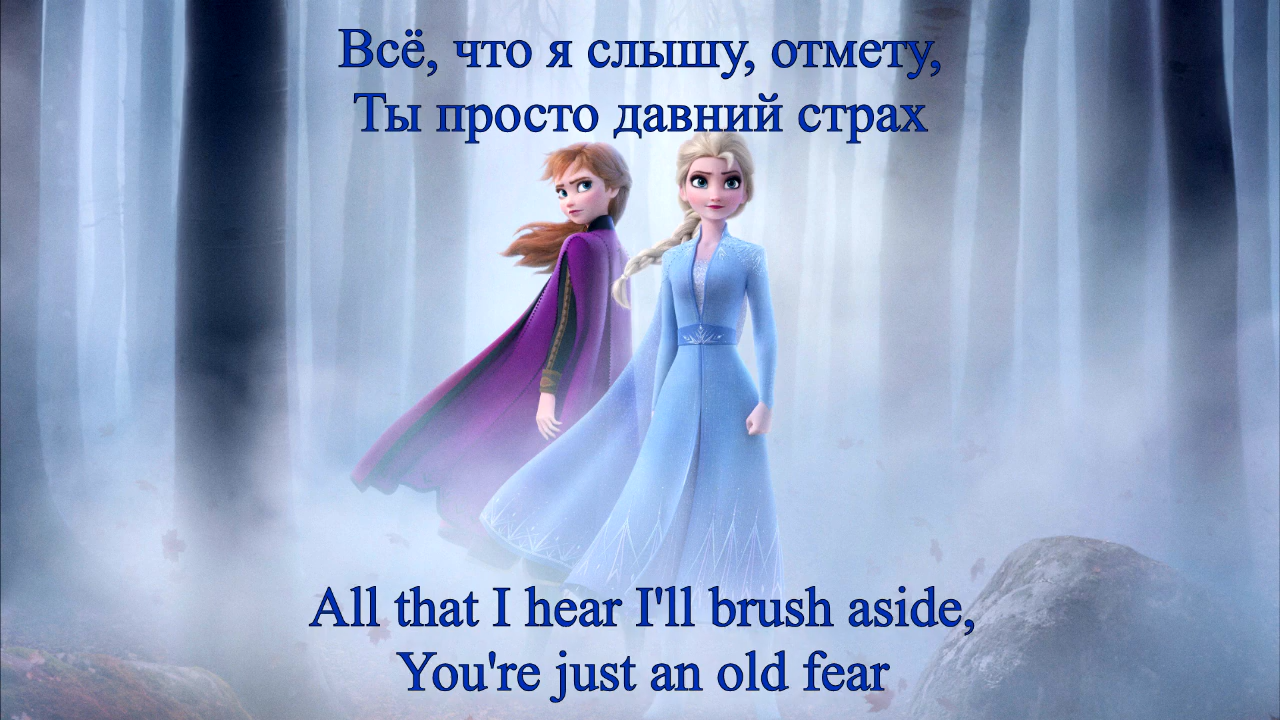 Всё, что я слышу, отмету,
Ты просто давний страх
All that I hear I'll brush aside,
You're just an old fear